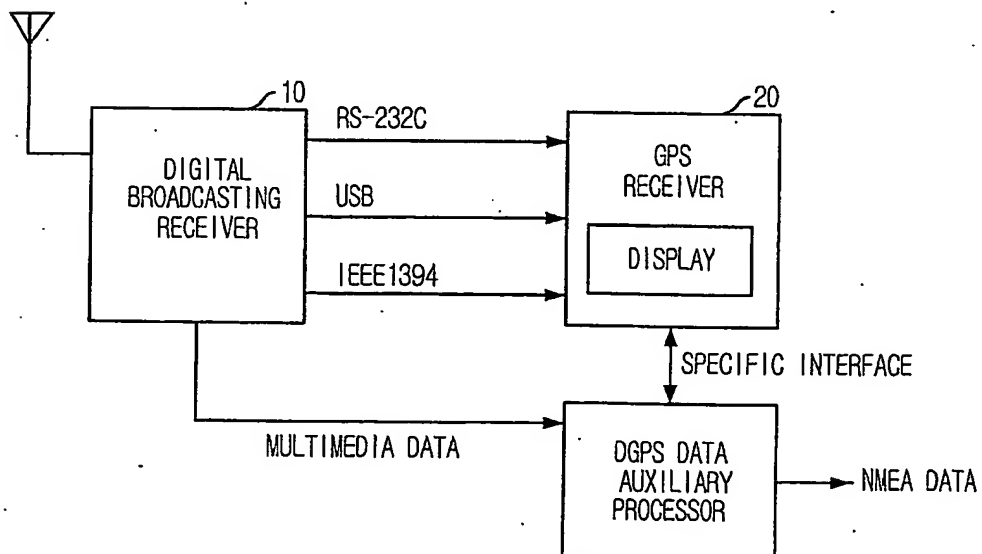 10
20
RS-232C
DIGITAL
BROADCASTING
RECEIVER
GPS
RECEIVER
USB
DISPLAY
IEEE1394
SPECIFIC INTERFACE
MULTIMEDIA DATA
DGPS DATA
AUXILIARY
PROCESSOR
NMEA DATA